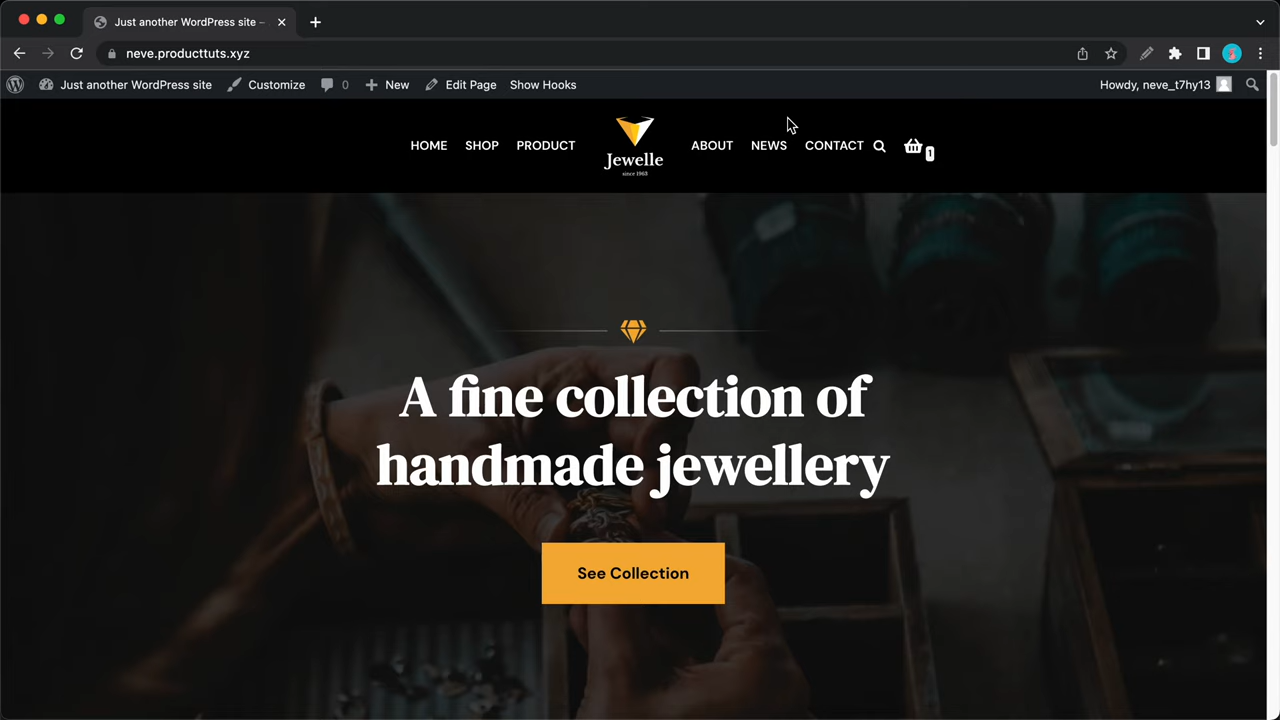 Just another WordPress site –
neve.producttuts.xyz
Just another WordPress site
Customize
0
New
Edit Page
Show Hooks
Howdy, neve_t7hy13
HOME
SHOP
PRODUCT
Jewelle
since 1963
ABOUT
NEWS
CONTACT
1
A fine collection of
handmade jewellery
See Collection